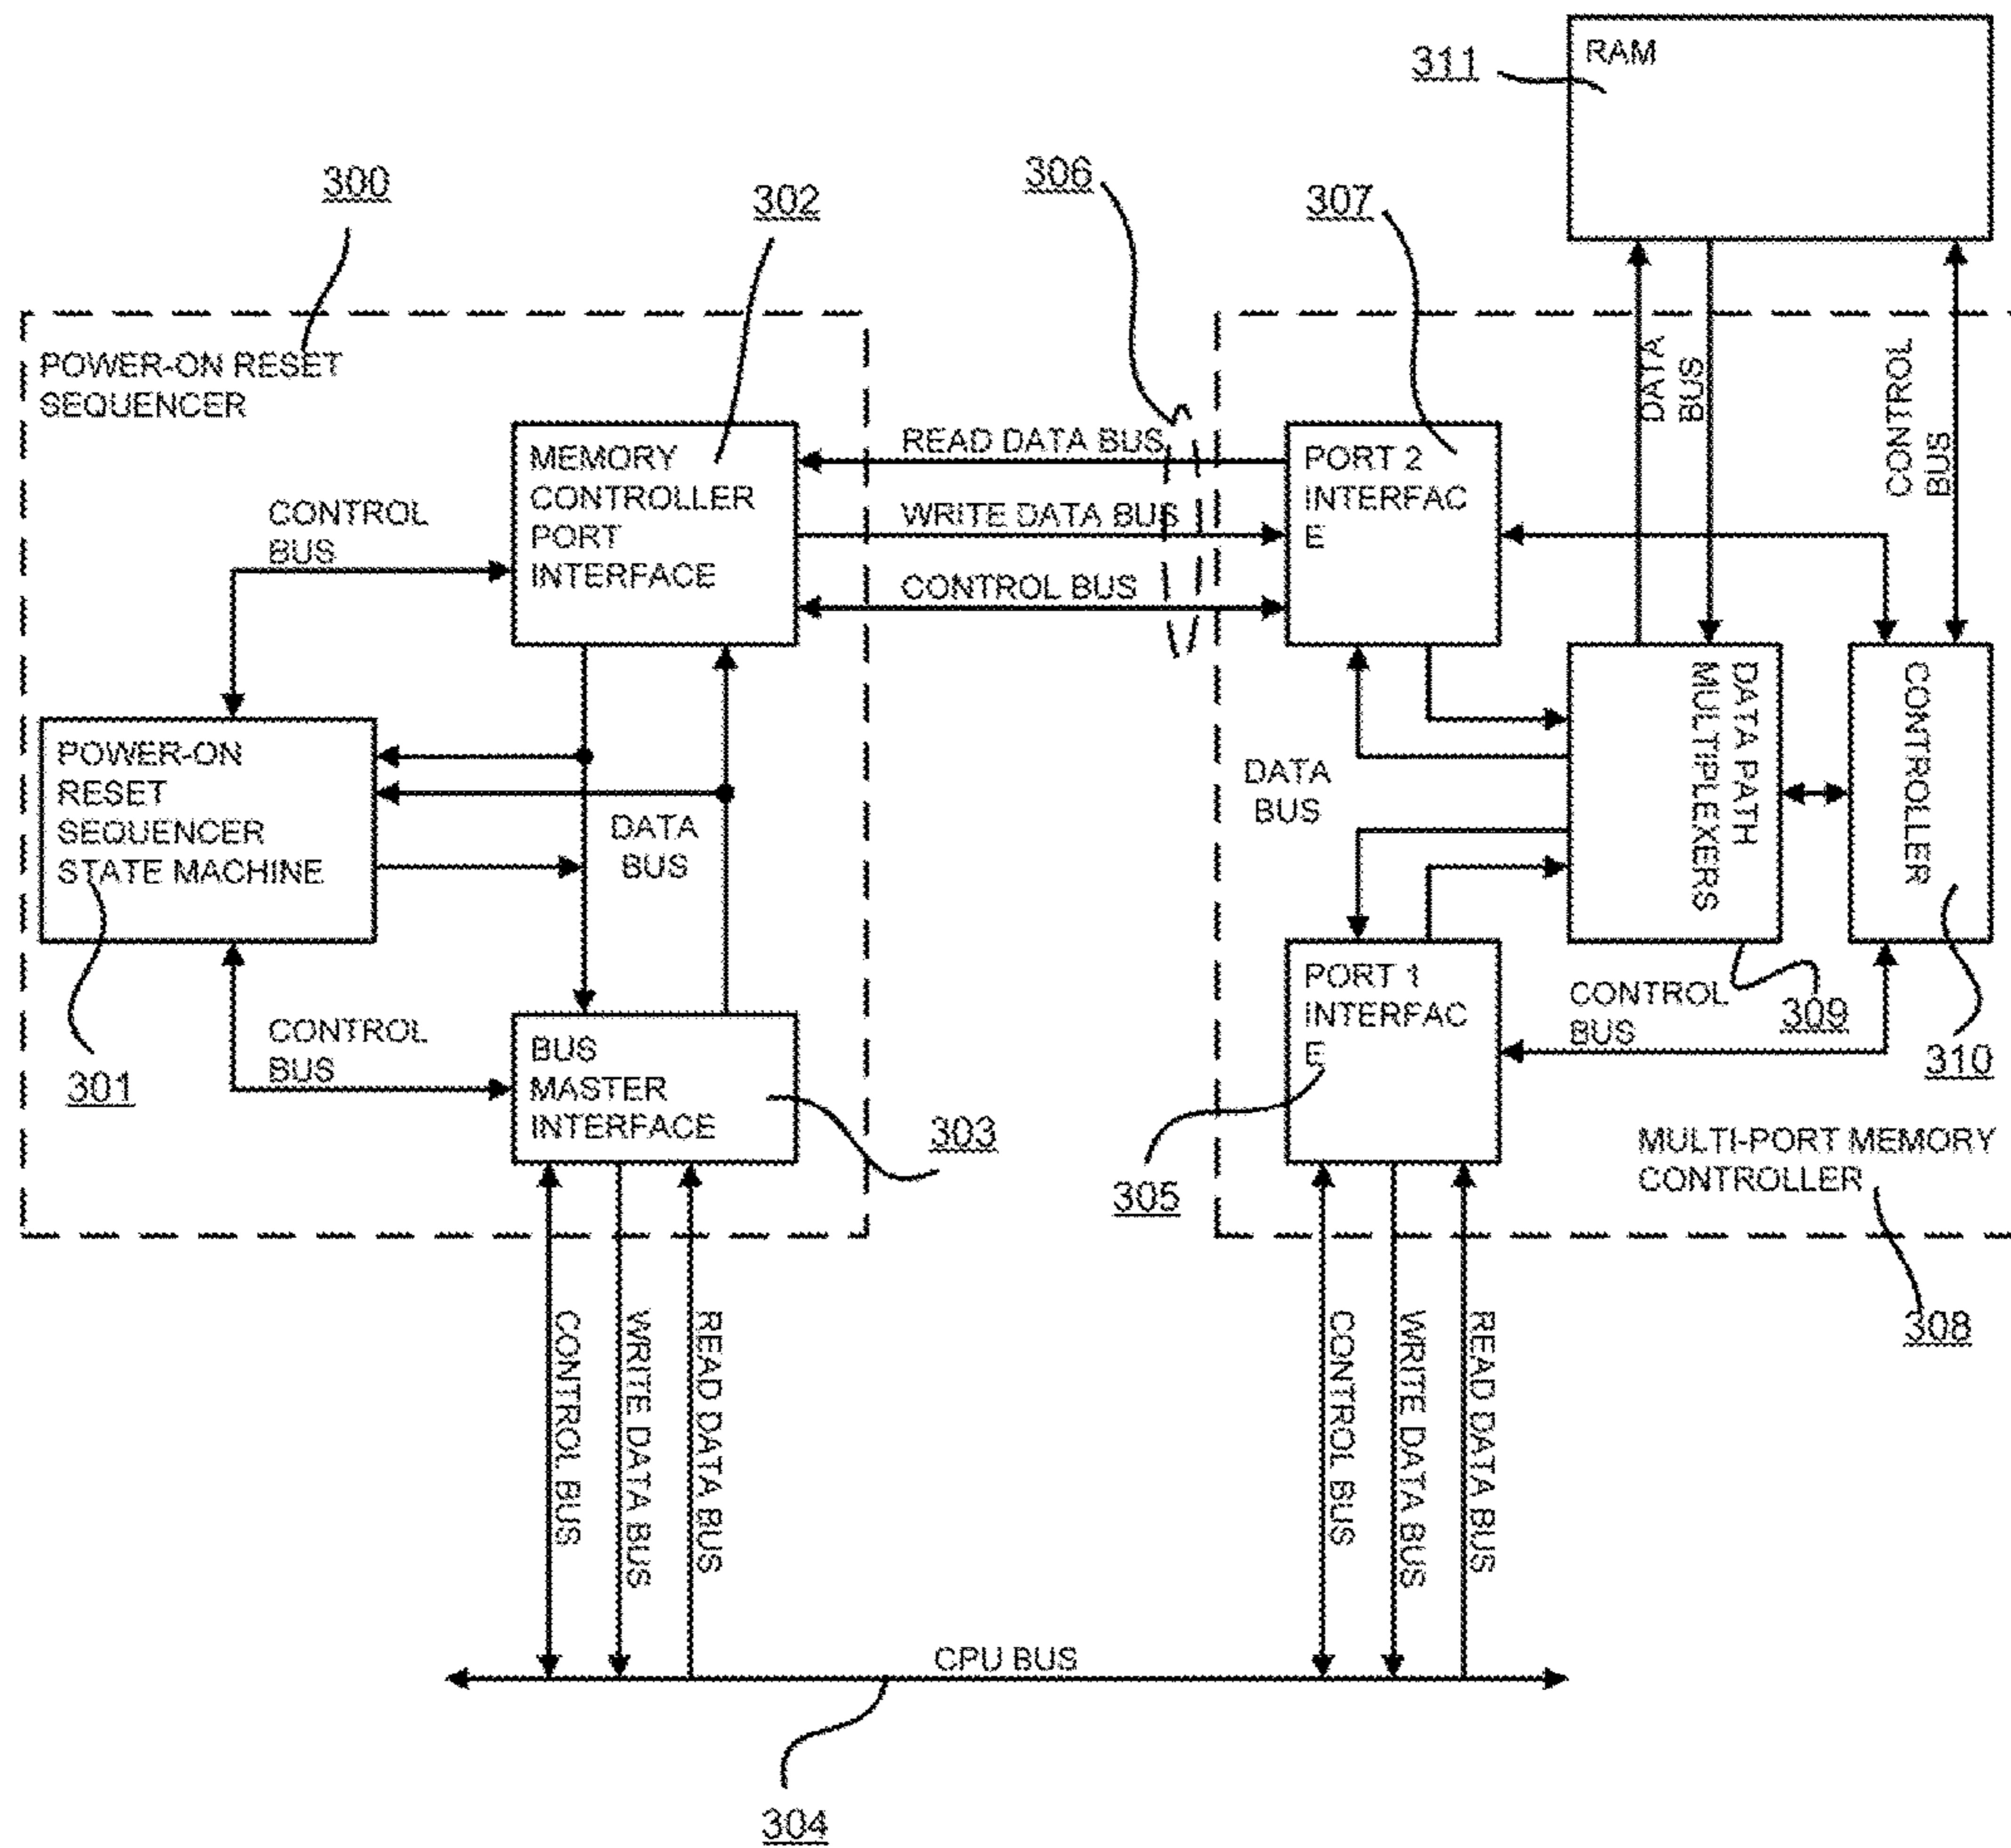 RAM
311
300
302
306
307
POWER-ON RESET
SEQUENCER
DATA
BUS
CONTROL
BUS
MEMORY
CONTROLLER
PORT
INTERFACE
READ DATA BUS
WRITE DATA BUS
CONTROL BUS
PORT 2
INTERFAC
E
CONTROL
BUS
POWER-ON
RESET
SEQUENCER
STATE MACHINE
DATA
BUS
DATA
BUS
DATA PATH
MULTIPLEXERS
CONTROLLER
PORT 1
INTERFAC
E
CONTROL
BUS
309
310
301
CONTROL
BUS
BUS
MASTER
INTERFACE
303
305
MULTI-PORT MEMORY
CONTROLLER
308
CONTROL BUS
WRITE DATA BUS
READ DATA BUS
CONTROL BUS
WRITE DATA BUS
READ DATA BUS
CPU BUS
304